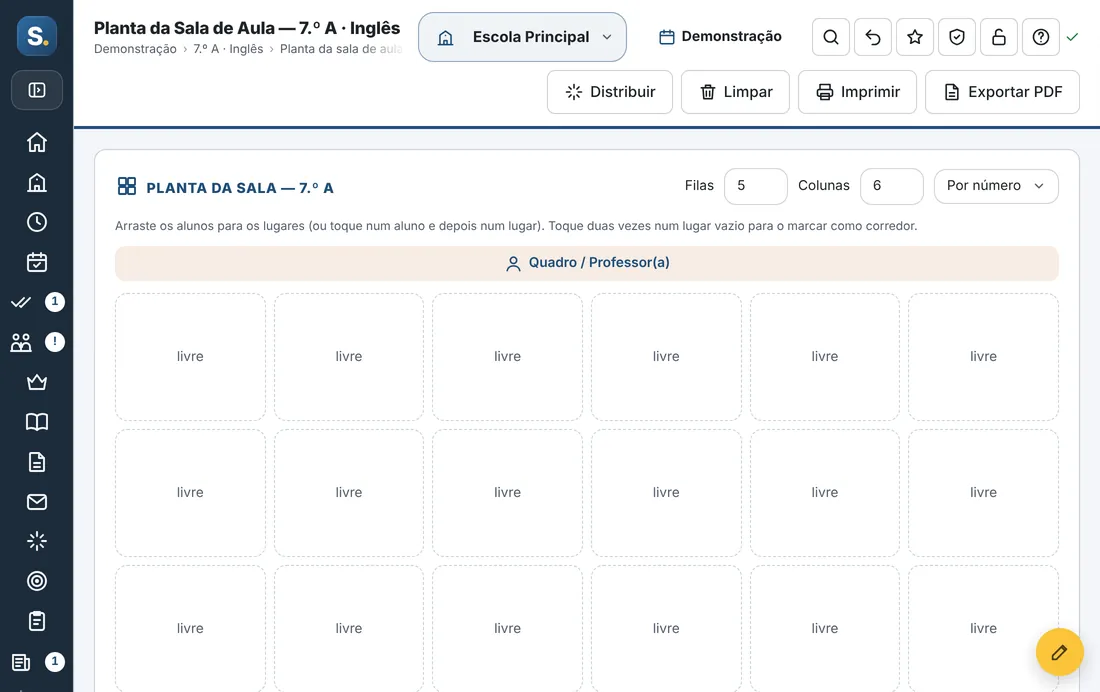 S.
Planta da Sala de Aula — 7.º A · Inglês
Demonstração › 7.º A · Inglês › Planta da sala de aula
Escola Principal
Demonstração
Distribuir
Limpar
Imprimir
Exportar PDF
1
!
1
PLANTA DA SALA — 7.º A
Filas 5 Colunas 6 Por número
Arraste os alunos para os lugares (ou toque num aluno e depois num lugar). Toque duas vezes num lugar vazio para o marcar como corredor.
Quadro / Professor(a)
livre livre livre livre livre livre
livre livre livre livre livre livre
livre livre livre livre livre livre